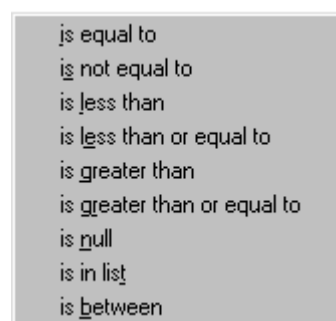 is equal to
is not equal to
is less than
is less than or equal to
is greater than
is greater than or equal to
is null
is in list
is between